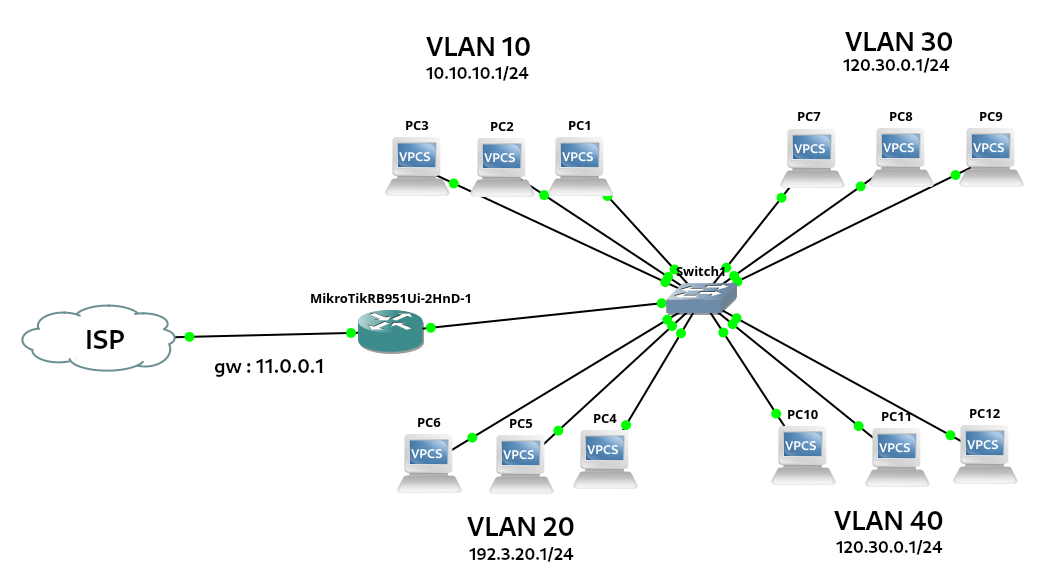 VLAN 10
10.10.10.1/24
VLAN 30
120.30.0.1/24
PC3
PC2
PC1
PC7
PC8
PC9
VPCS
VPCS
VPCS
VPCS
VPCS
VPCS
Switch1
MikroTikRB951Ui-2HnD-1
ISP
gw : 11.0.0.1
PC6
PC5
PC4
PC10
PC11
PC12
VPCS
VPCS
VPCS
VPCS
VPCS
VPCS
VLAN 20
192.3.20.1/24
VLAN 40
120.30.0.1/24